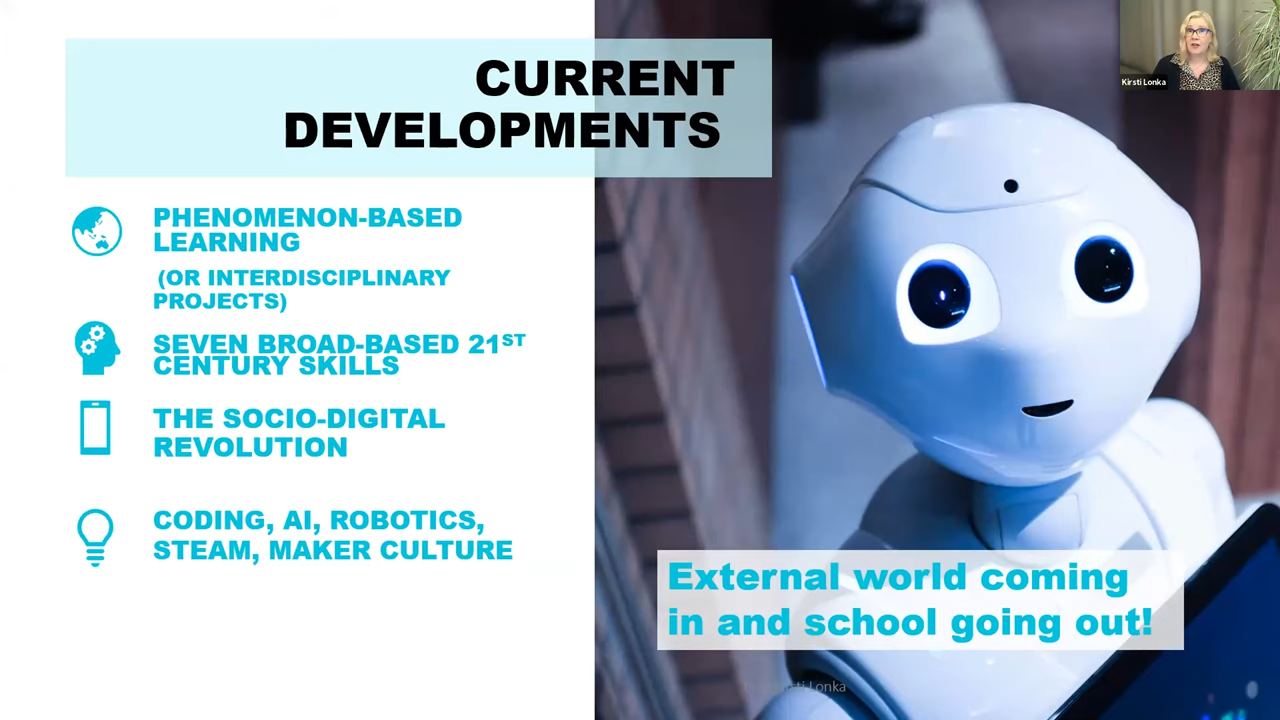 CURRENT
DEVELOPMENTS
PHENOMENON-BASED
LEARNING
(OR INTERDISCIPLINARY
PROJECTS)
SEVEN BROAD-BASED 21ST
CENTURY SKILLS
THE SOCIO-DIGITAL
REVOLUTION
CODING, AI, ROBOTICS,
STEAM, MAKER CULTURE
External world coming
in and school going out!
Kirsti Lonka
Lonka